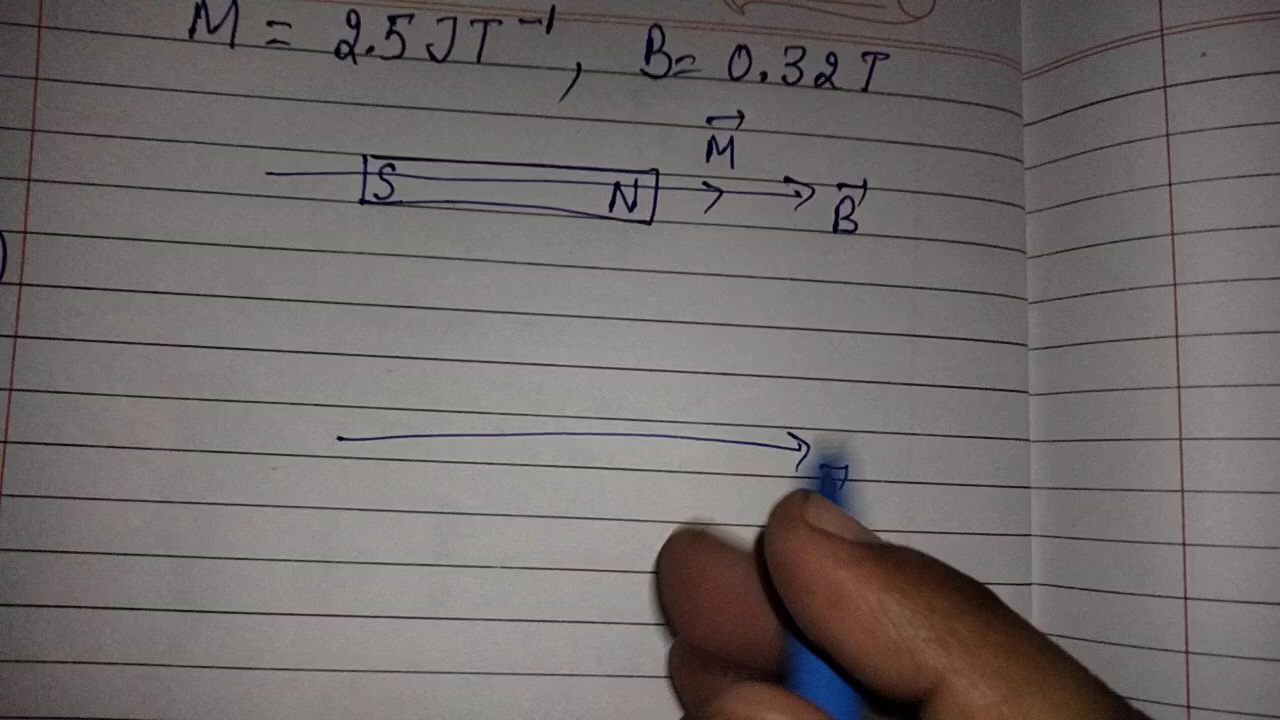 M = 2.5 JT⁻¹, B = 0.32 T
M⃗
S N B⃗